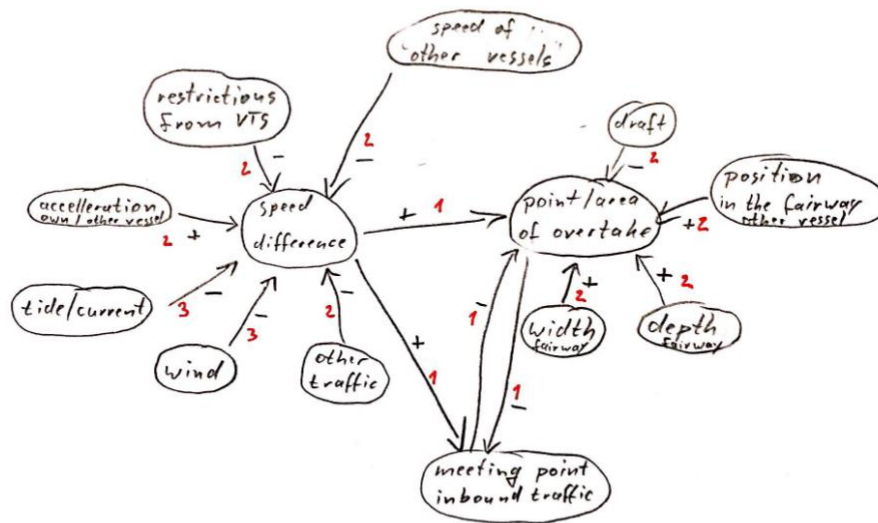 speed of
"other vessels"
restrictions
from VTS
2 -
2
-
draft
- 2
accelleration
own/other vessel
2 +
speed
difference
+ 1
point/area
of overtake
position
in the fairway
other vessel
+2
tide/current
3 -
wind
3 -
other
traffic
2 -
+
1
1 -
1
-
width
fairway
2 +
depth
fairway
+ 2
meeting point
inbound traffic